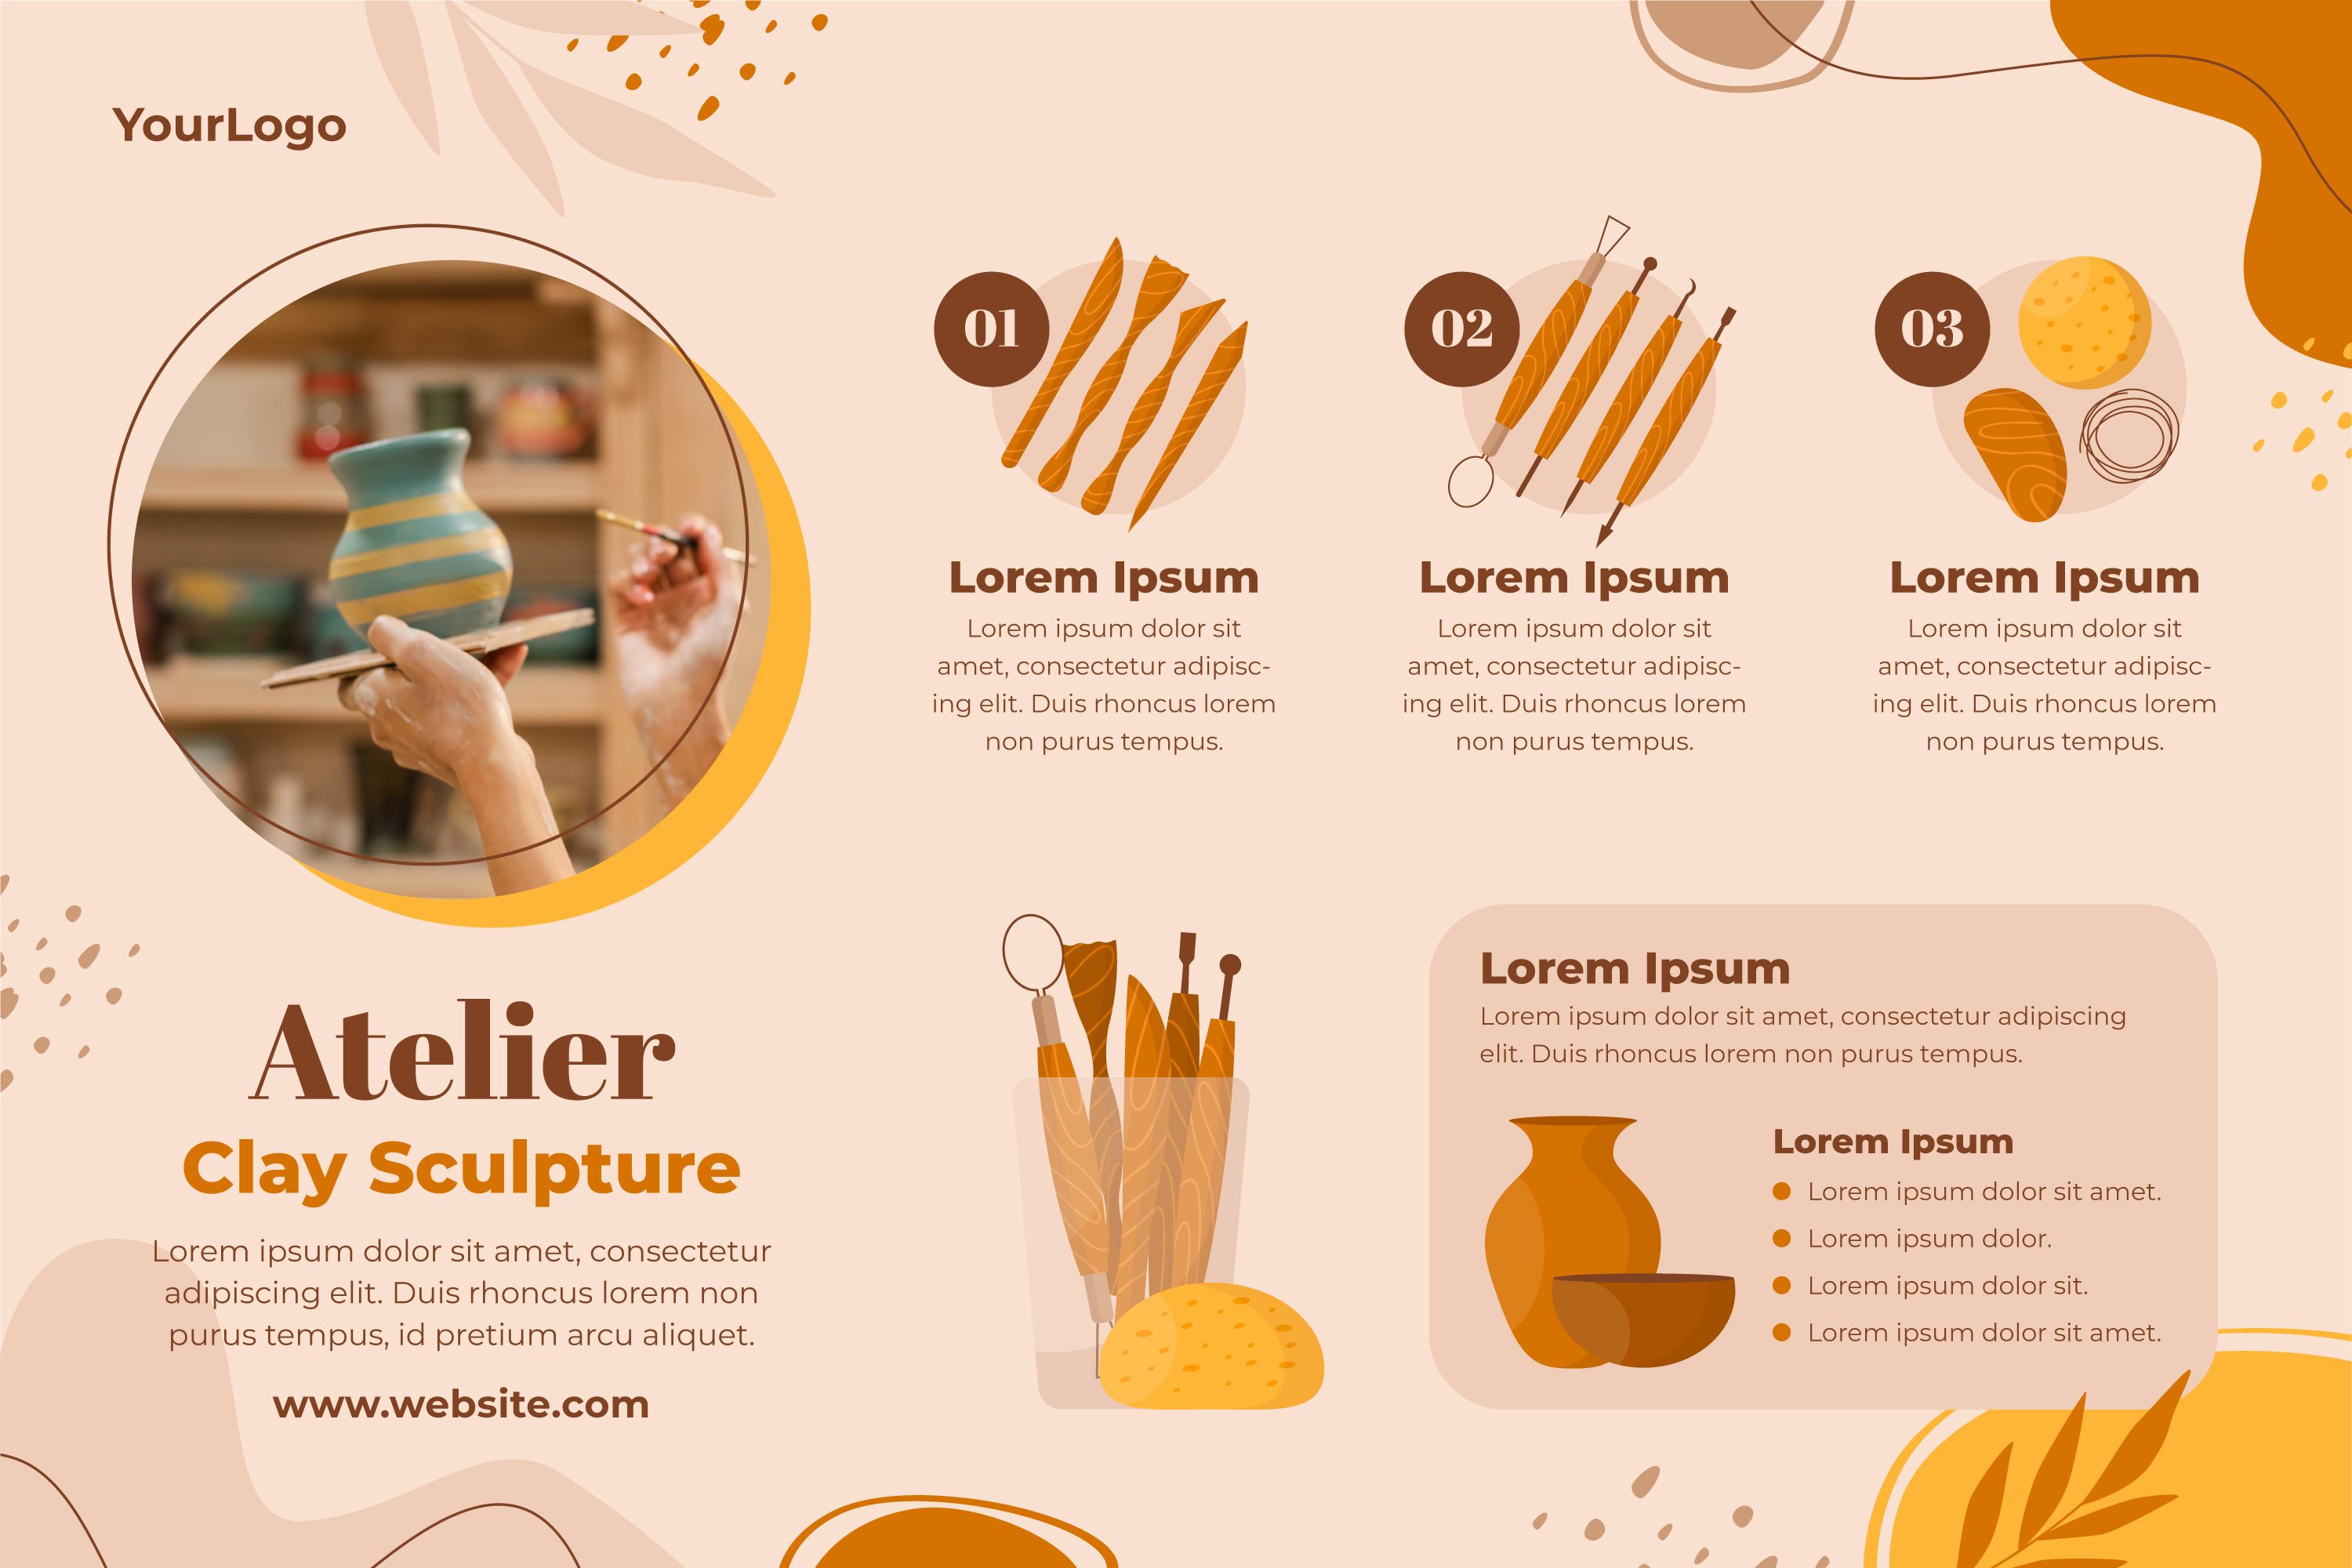 YourLogo
Atelier
Clay Sculpture
Lorem ipsum dolor sit amet, consectetur
adipiscing elit. Duis rhoncus lorem non
purus tempus, id pretium arcu aliquet.
www.website.com
01
Lorem Ipsum
Lorem ipsum dolor sit
amet, consectetur adipisc-
ing elit. Duis rhoncus lorem
non purus tempus.
02
Lorem Ipsum
Lorem ipsum dolor sit
amet, consectetur adipisc-
ing elit. Duis rhoncus lorem
non purus tempus.
03
Lorem Ipsum
Lorem ipsum dolor sit
amet, consectetur adipisc-
ing elit. Duis rhoncus lorem
non purus tempus.
Lorem Ipsum
Lorem ipsum dolor sit amet, consectetur adipiscing
elit. Duis rhoncus lorem non purus tempus.
Lorem Ipsum
Lorem ipsum dolor sit amet.
Lorem ipsum dolor.
Lorem ipsum dolor sit.
Lorem ipsum dolor sit amet.